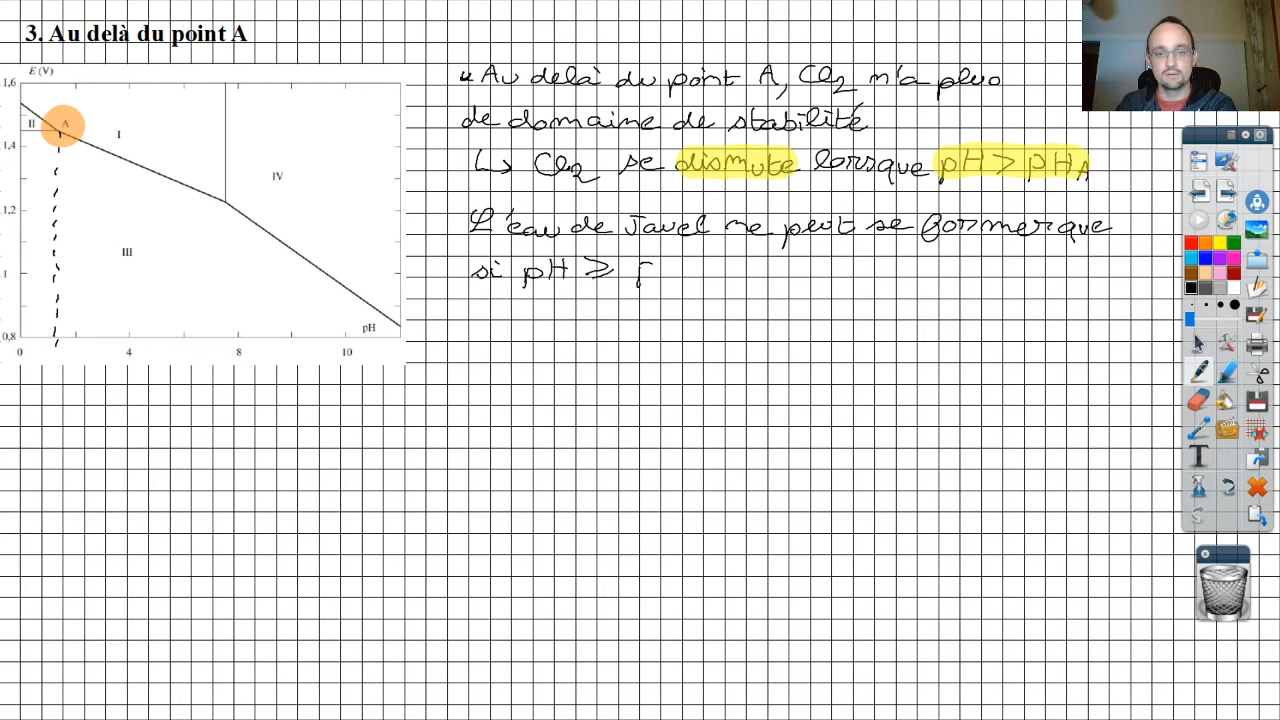 3. Au delà du point A
E (V)
1,6
1,4
1,2
1
0,8
II
A
I
IV
III
pH
0
4
8
10
Au delà du point A, Cl2 n'a plus
de domaine de stabilité
↳ Cl2 se dismute lorsque pH > pHA
L'eau de Javel ne peut se former que
si pH ⩾ p
T